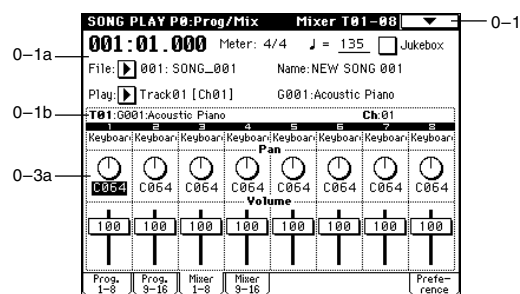 SONG PLAY P0:Prog/Mix Mixer T01-08
0-1
001:01.000 Meter: 4/4 ♩= 135 Jukebox
0-1a
File: 001: SONG_001 Name:NEW SONG 001
Play: Track01 [Ch01] G001:Acoustic Piano
0-1b
T01:G001:Acoustic Piano Ch:01
1 2 3 4 5 6 7 8
Keyboar Keyboar Keyboar Keyboar Keyboar Keyboar Keyboar Keyboar
Pan
0-3a
C064 C064 C064 C064 C064 C064 C064 C064
Volume
100 100 100 100 100 100 100 100
Prog. 1-8 Prog. 9-16 Mixer 1-8 Mixer 9-16 Prefe-rence